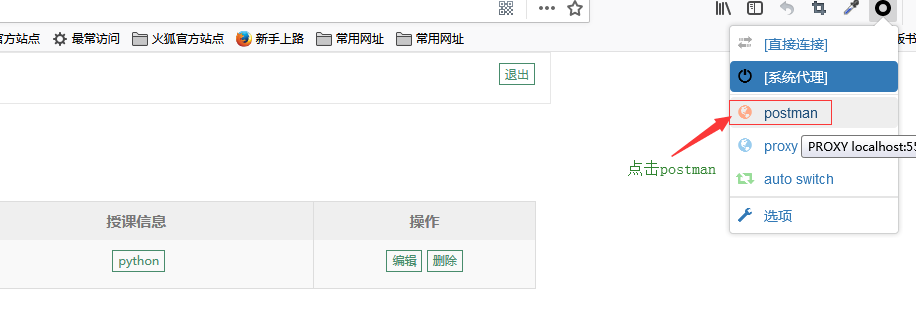 [直接连接]
官方站点 最常访问 火狐官方站点 新手上路 常用网址 常用网址
书
退出
[系统代理]
postman
proxy
PROXY localhost:55
点击postman
auto switch
授课信息 操作
选项
python 编辑 删除